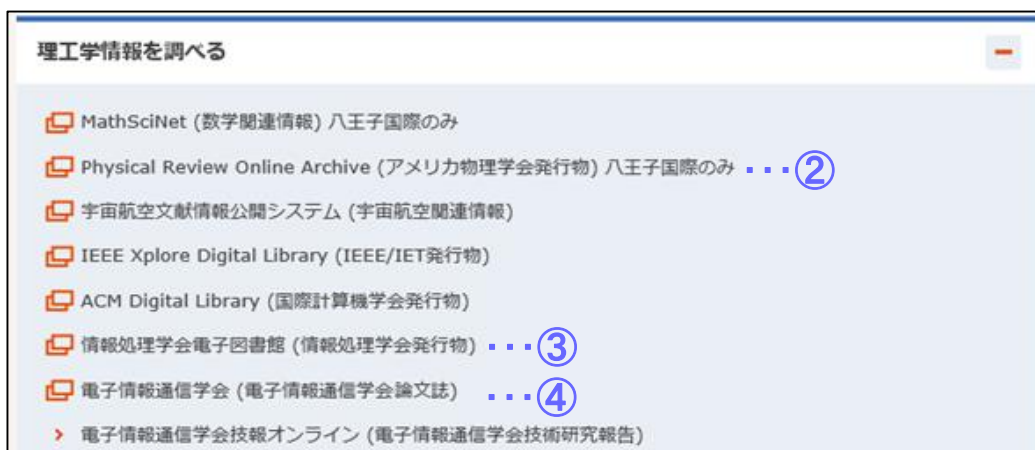 理工学情報を調べる
MathSciNet (数学関連情報) 八王子国際のみ
Physical Review Online Archive (アメリカ物理学会発行物) 八王子国際のみ ・・・②
宇宙航空文献情報公開システム (宇宙航空関連情報)
IEEE Xplore Digital Library (IEEE/IET発行物)
ACM Digital Library (国際計算機学会発行物)
情報処理学会電子図書館 (情報処理学会発行物) ・・・③
電子情報通信学会 (電子情報通信学会論文誌) ・・・④
電子情報通信学会技報オンライン (電子情報通信学会技術研究報告)